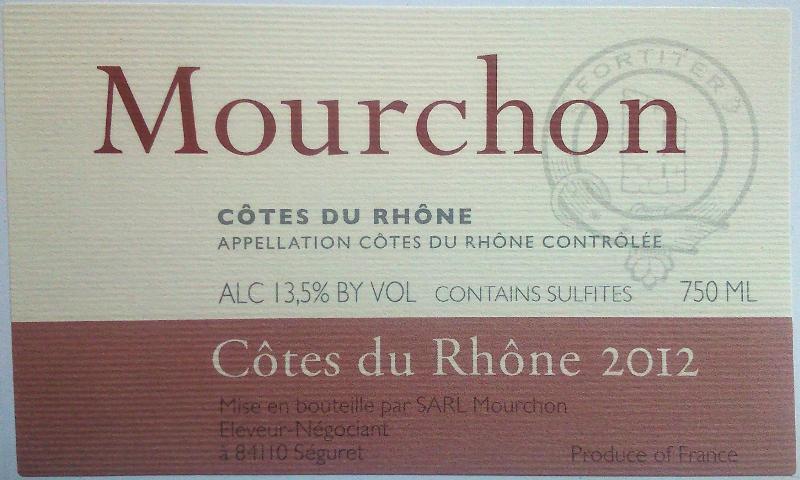 Mourchon
FORTITER
CÔTES DU RHÔNE
APPELLATION CÔTES DU RHÔNE CONTRÔLÉE
ALC 13,5% BY VOL CONTAINS SULFITES 750 ML
Côtes du Rhône 2012
Mise en bouteille par SARL Mourchon
Eleveur-Négociant
à 84110 Séguret
Produce of France